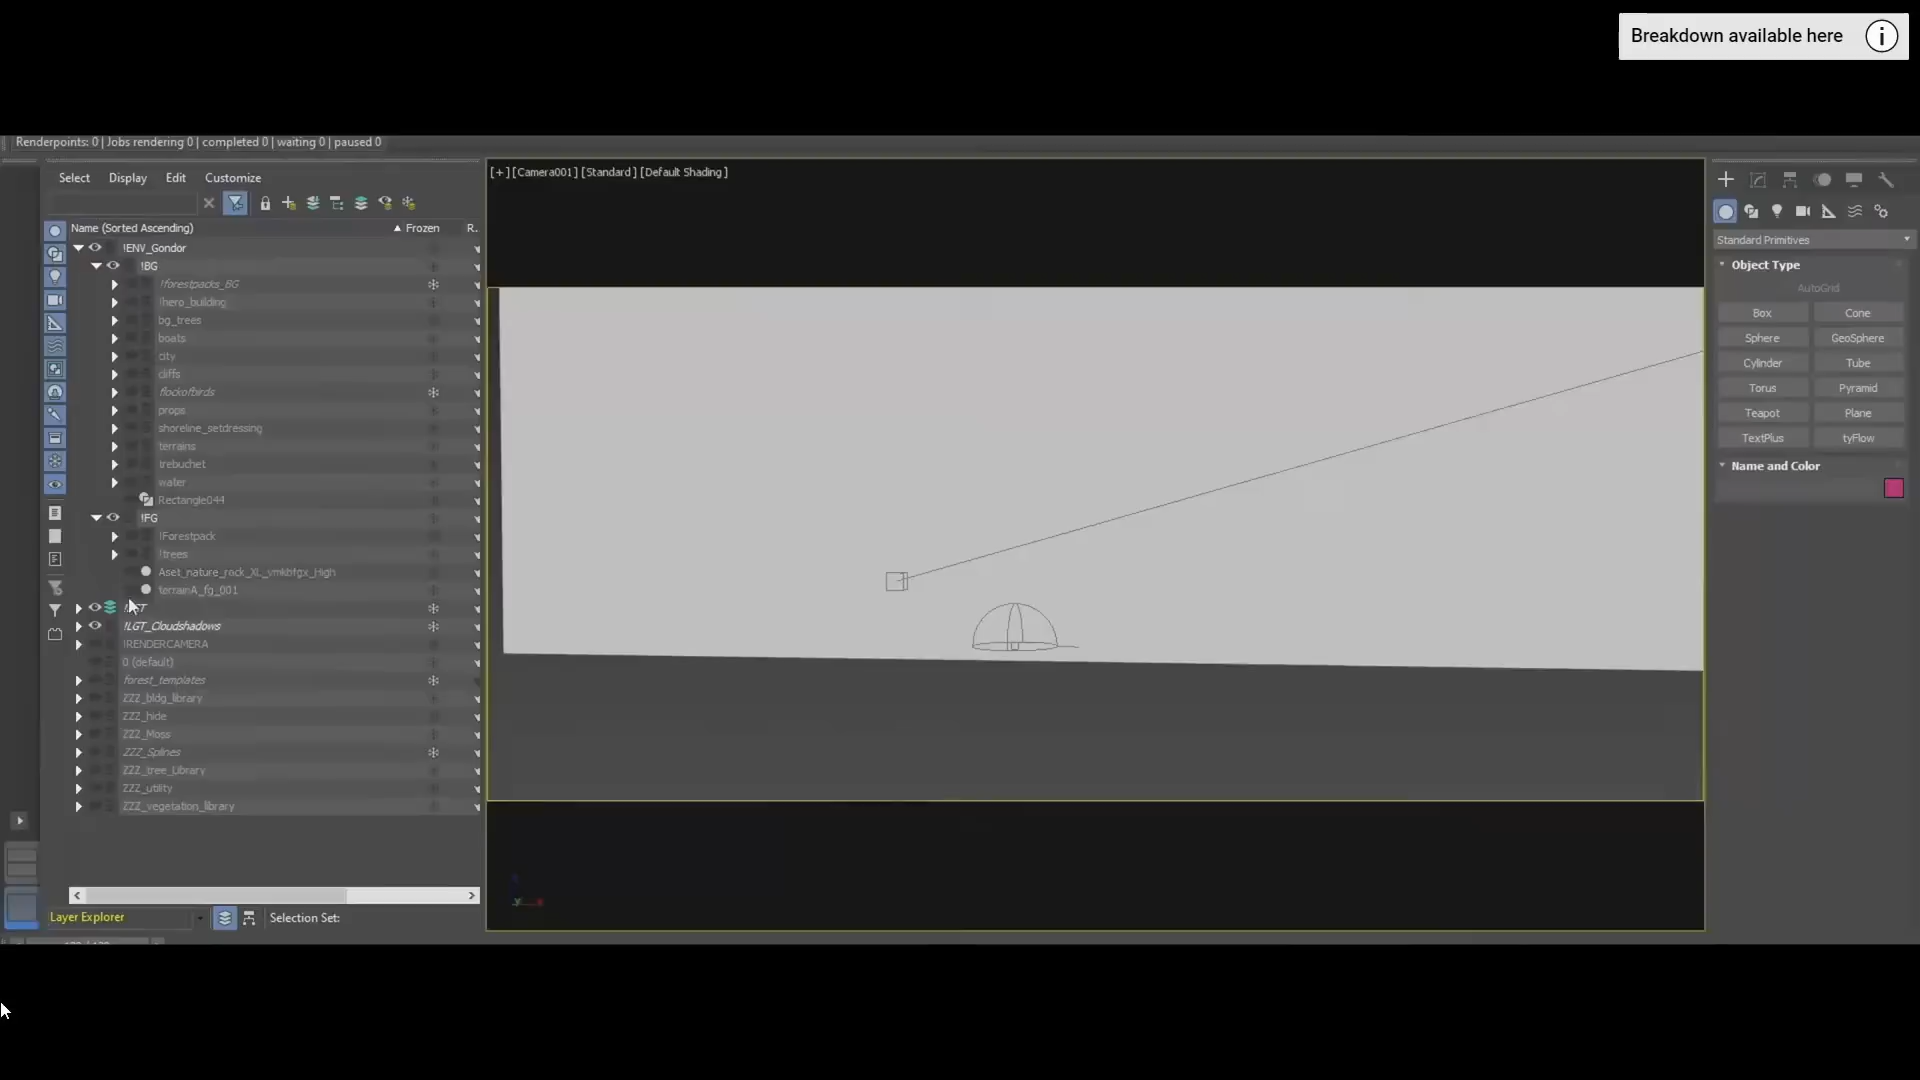 Breakdown available here
Renderpoints: 0 | Jobs rendering 0 | completed 0 | waiting 0 | paused 0
Select Display Edit Customize
[+] [Camera001] [Standard] [Default Shading]
Name (Sorted Ascending) Frozen R..
!ENV_Gondor
!BG
!forestpacks_BG
!hero_building
bg_trees
boats
city
cliffs
flockofbirds
props
shoreline_setdressing
terrains
trebuchet
water
Rectangle044
!FG
!Forestpack
!trees
Aset_nature_rock_XL_vmkbfgx_High
terrainA_fg_001
!LGT_Cloudshadows
!RENDERCAMERA
0 (default)
forest_templates
ZZZ_bldg_library
ZZZ_hide
ZZZ_Moss
ZZZ_Splines
ZZZ_tree_Library
ZZZ_utility
ZZZ_vegetation_library
Layer Explorer
Selection Set:
Standard Primitives
Object Type
AutoGrid
Box Cone
Sphere GeoSphere
Cylinder Tube
Torus Pyramid
Teapot Plane
TextPlus tyFlow
Name and Color